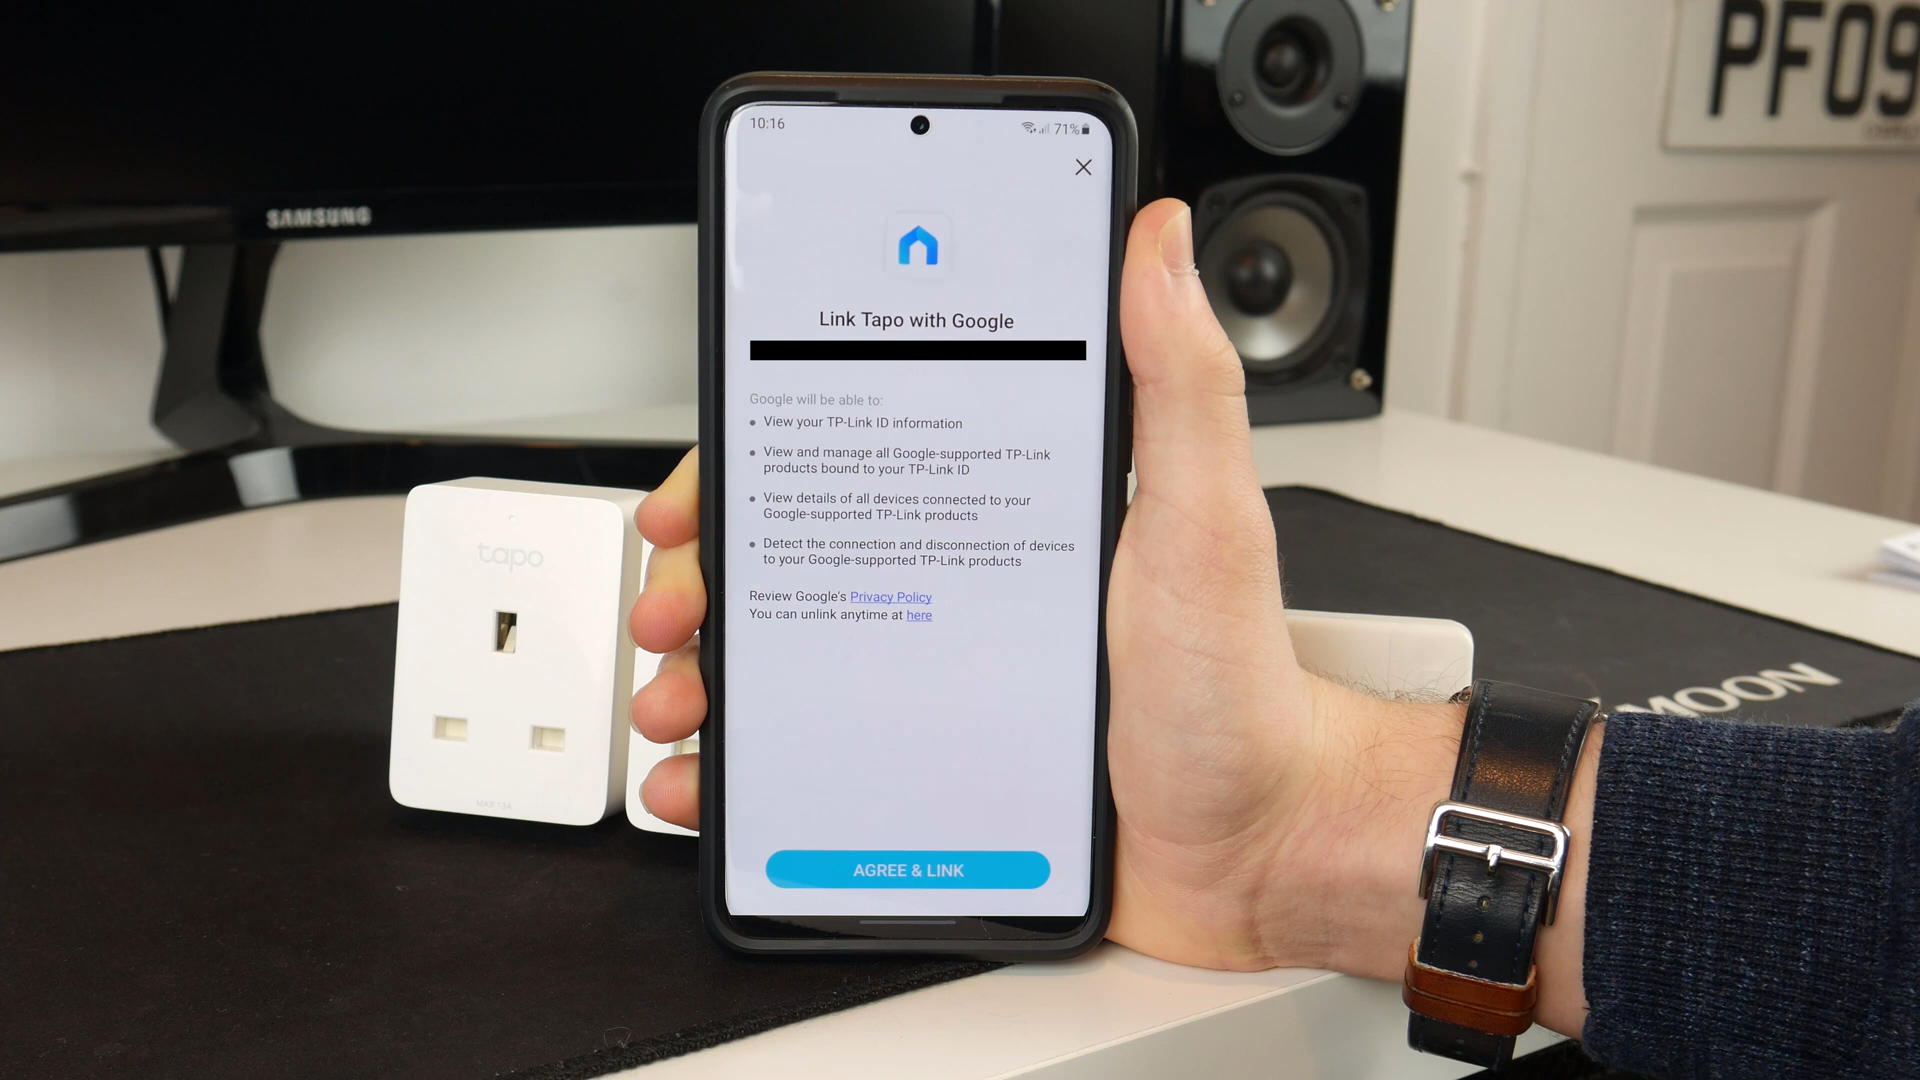 PF09
SAMSUNG
10:16
71%
Link Tapo with Google
Google will be able to:
• View your TP-Link ID information
• View and manage all Google-supported TP-Link
products bound to your TP-Link ID
• View details of all devices connected to your
Google-supported TP-Link products
• Detect the connection and disconnection of devices
to your Google-supported TP-Link products
Review Google's Privacy Policy
You can unlink anytime at here
AGREE & LINK
tapo
MAX 13A
MOON